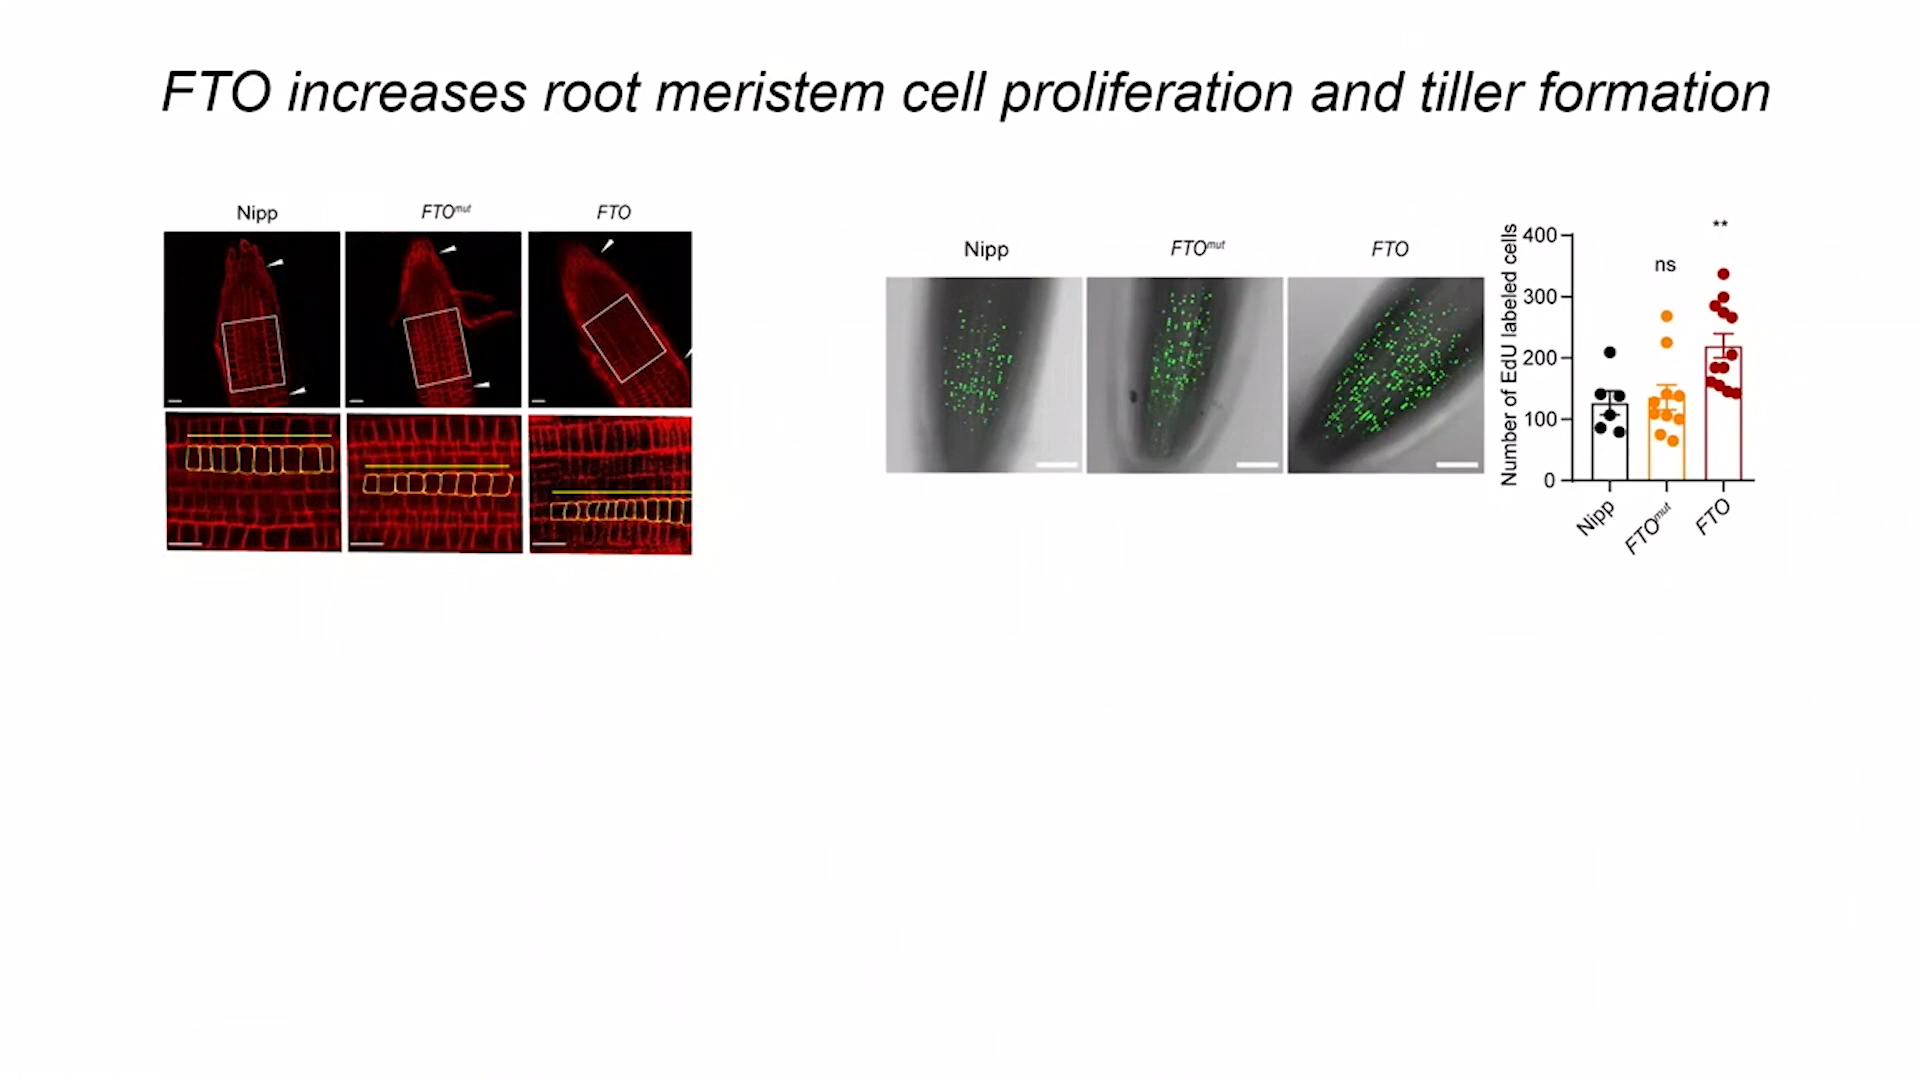 FTO increases root meristem cell proliferation and tiller formation
Nipp
FTOmut
FTO
Nipp
FTOmut
FTO
Number of EdU labeled cells
400
300
200
100
0
ns
**
Nipp
FTOmut
FTO